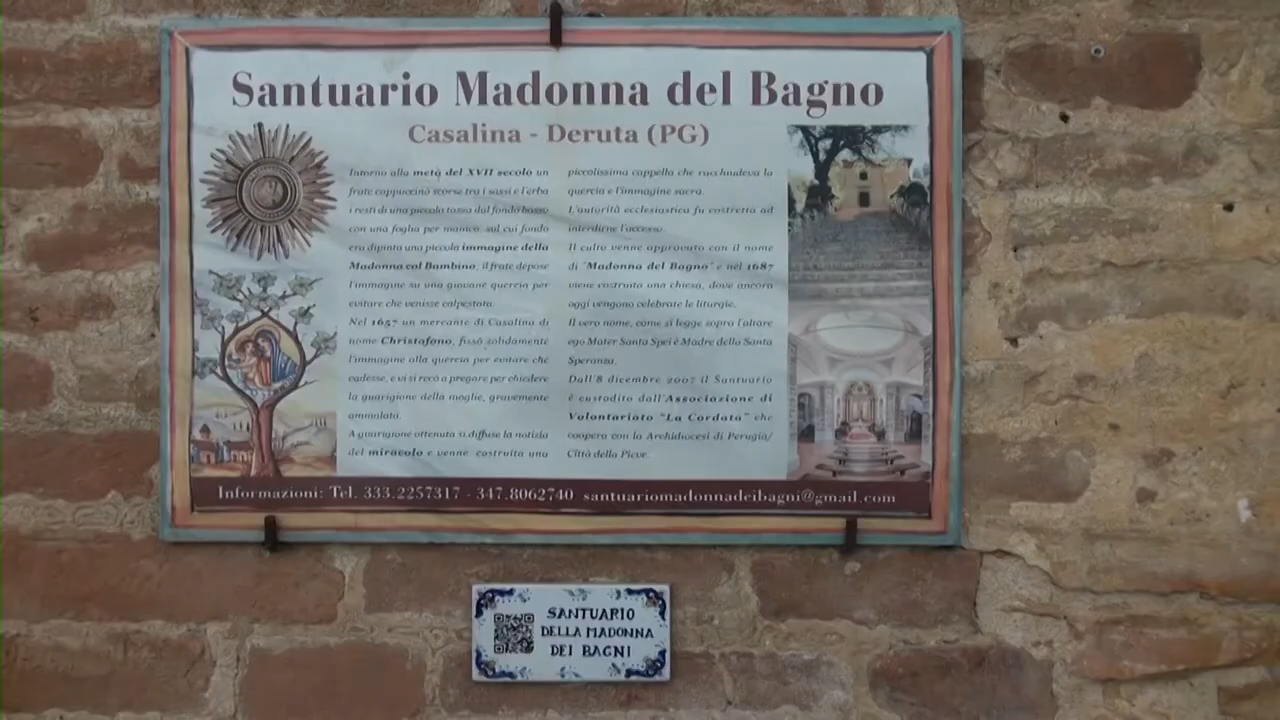 Santuario Madonna del Bagno
Casalina - Deruta (PG)
Intorno alla metà del XVII secolo un
frate cappuccino scorse tra i sassi e l'erba
i resti di una piccola tazza dal fondo basso
con una foglia per manico, sul cui fondo
era dipinta una piccola immagine della
Madonna col Bambino, il frate depose
l'immagine su una giovane quercia per
evitare che venisse calpestata.
Nel 1657 un mercante di Casalina di
nome Christofono, fissò solidamente
l'immagine alla quercia per evitare che
cadesse, e vi si recò a pregare per chiedere
la guarigione della moglie, gravemente
ammalata.
A guarigione ottenuta si diffuse la notizia
del miracolo e venne costruita una
piccolissima cappella che racchiudeva la
quercia e l'immagine sacra.
L'autorità ecclesiastica fu costretta ad
interdirne l'accesso.
Il culto venne approvato con il nome
di "Madonna del Bagno" e nel 1687
viene costruita una chiesa, dove ancora
oggi vengono celebrate le liturgie.
Il vero nome, come si legge sopra l'altare
ego Mater Santa Spei è Madre della Santa
Speranza.
Dall'8 dicembre 2007 il Santuario
è custodito dall'Associazione di
Volontariato "La Cordata" che
coopera con la Archidiocesi di Perugia/
Città della Pieve.
Informazioni: Tel. 333.2257317 - 347.8062740 santuariomadonnadeibagni@gmail.com
SANTUARIO
DELLA MADONNA
DEI BAGNI